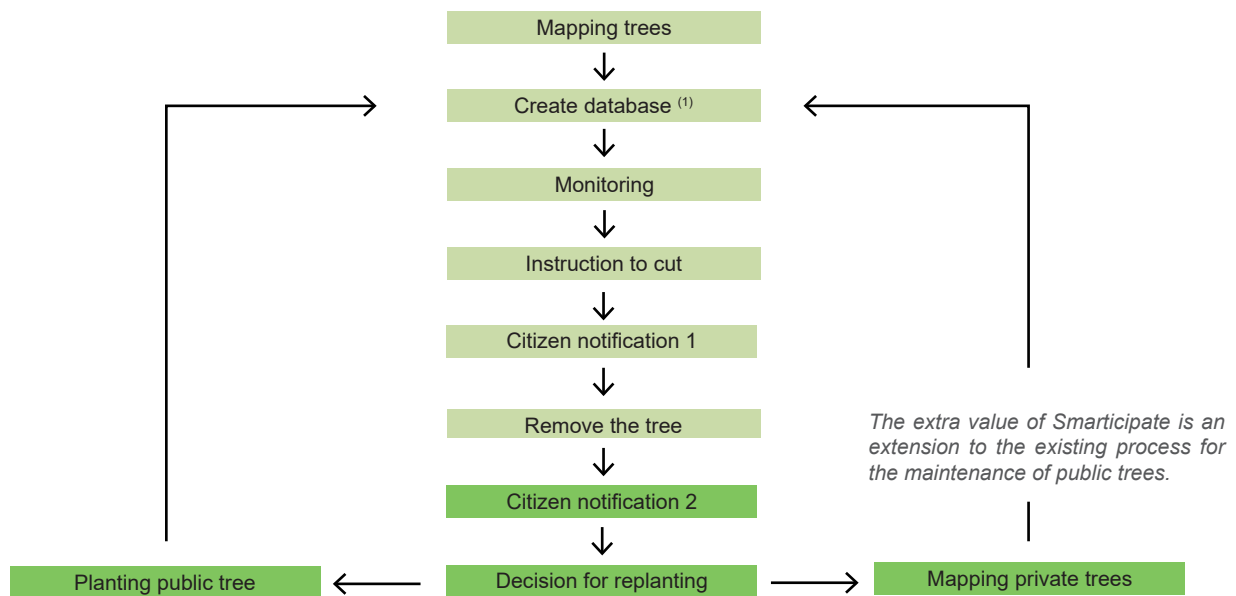 Mapping trees
Create database (1)
Monitoring
Instruction to cut
Citizen notification 1
Remove the tree
The extra value of Smarticipate is an
extension to the existing process for
the maintenance of public trees.
Citizen notification 2
Planting public tree
Decision for replanting
Mapping private trees